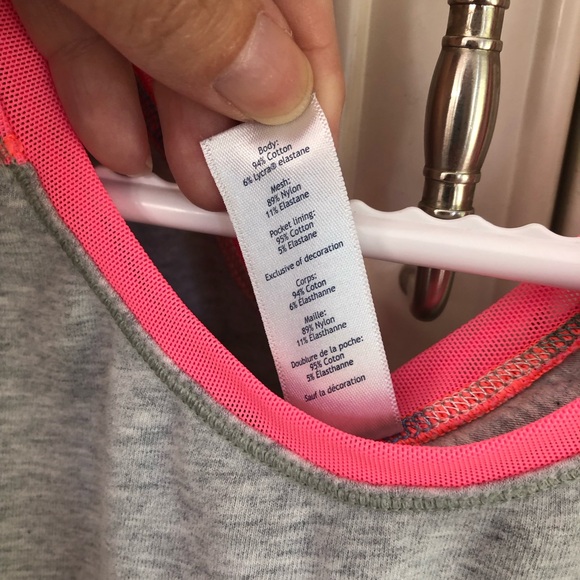 Body:
94% Cotton
6% Lycra® elastane
Mesh:
89% Nylon
11% Elastane
Pocket lining:
95% Cotton
5% Elastane
Exclusive of decoration
Corps:
94% Coton
6% Élasthanne
Maille:
89% Nylon
11% Élasthanne
Doublure de la poche:
95% Coton
5% Élasthanne
Sauf la décoration